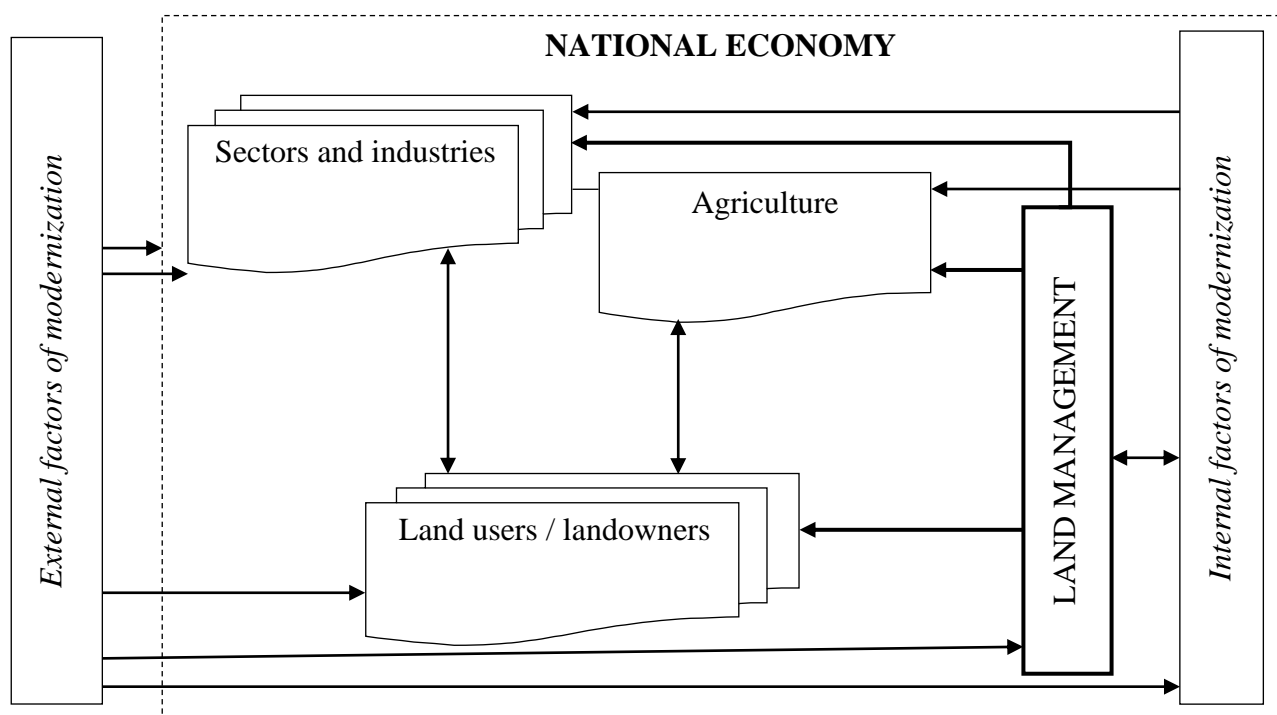 NATIONAL ECONOMY
External factors of modernization
Sectors and industries
Agriculture
LAND MANAGEMENT
Internal factors of modernization
Land users / landowners